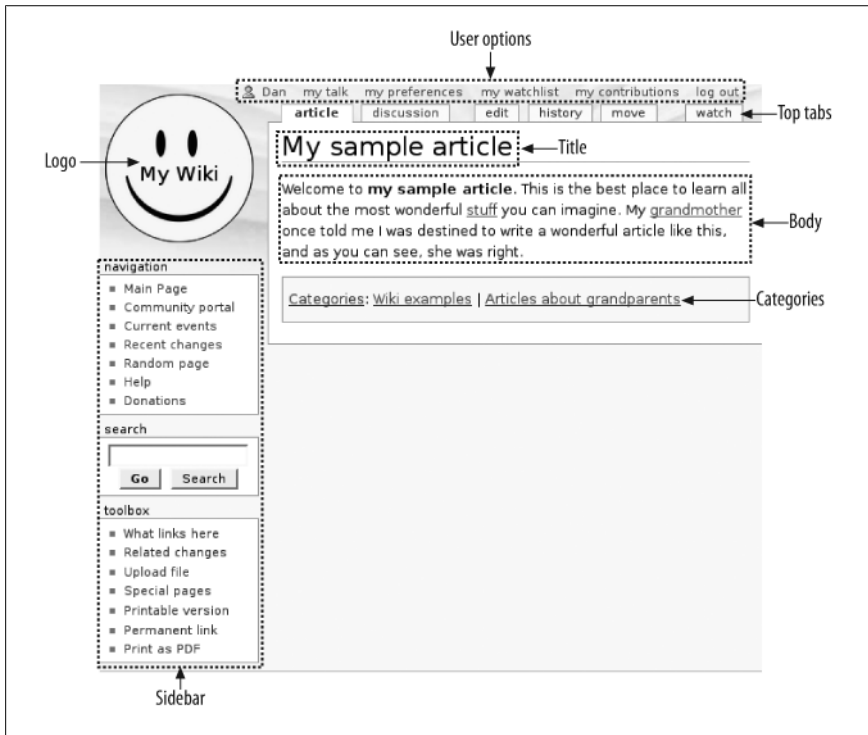 User options
Dan my talk my preferences my watchlist my contributions log out
article discussion edit history move watch
Top tabs
Logo
My Wiki
My sample article
Title
Welcome to my sample article. This is the best place to learn all
about the most wonderful stuff you can imagine. My grandmother
once told me I was destined to write a wonderful article like this,
and as you can see, she was right.
Body
Categories: Wiki examples | Articles about grandparents
Categories
navigation
Main Page
Community portal
Current events
Recent changes
Random page
Help
Donations
search
Go Search
toolbox
What links here
Related changes
Upload file
Special pages
Printable version
Permanent link
Print as PDF
Sidebar